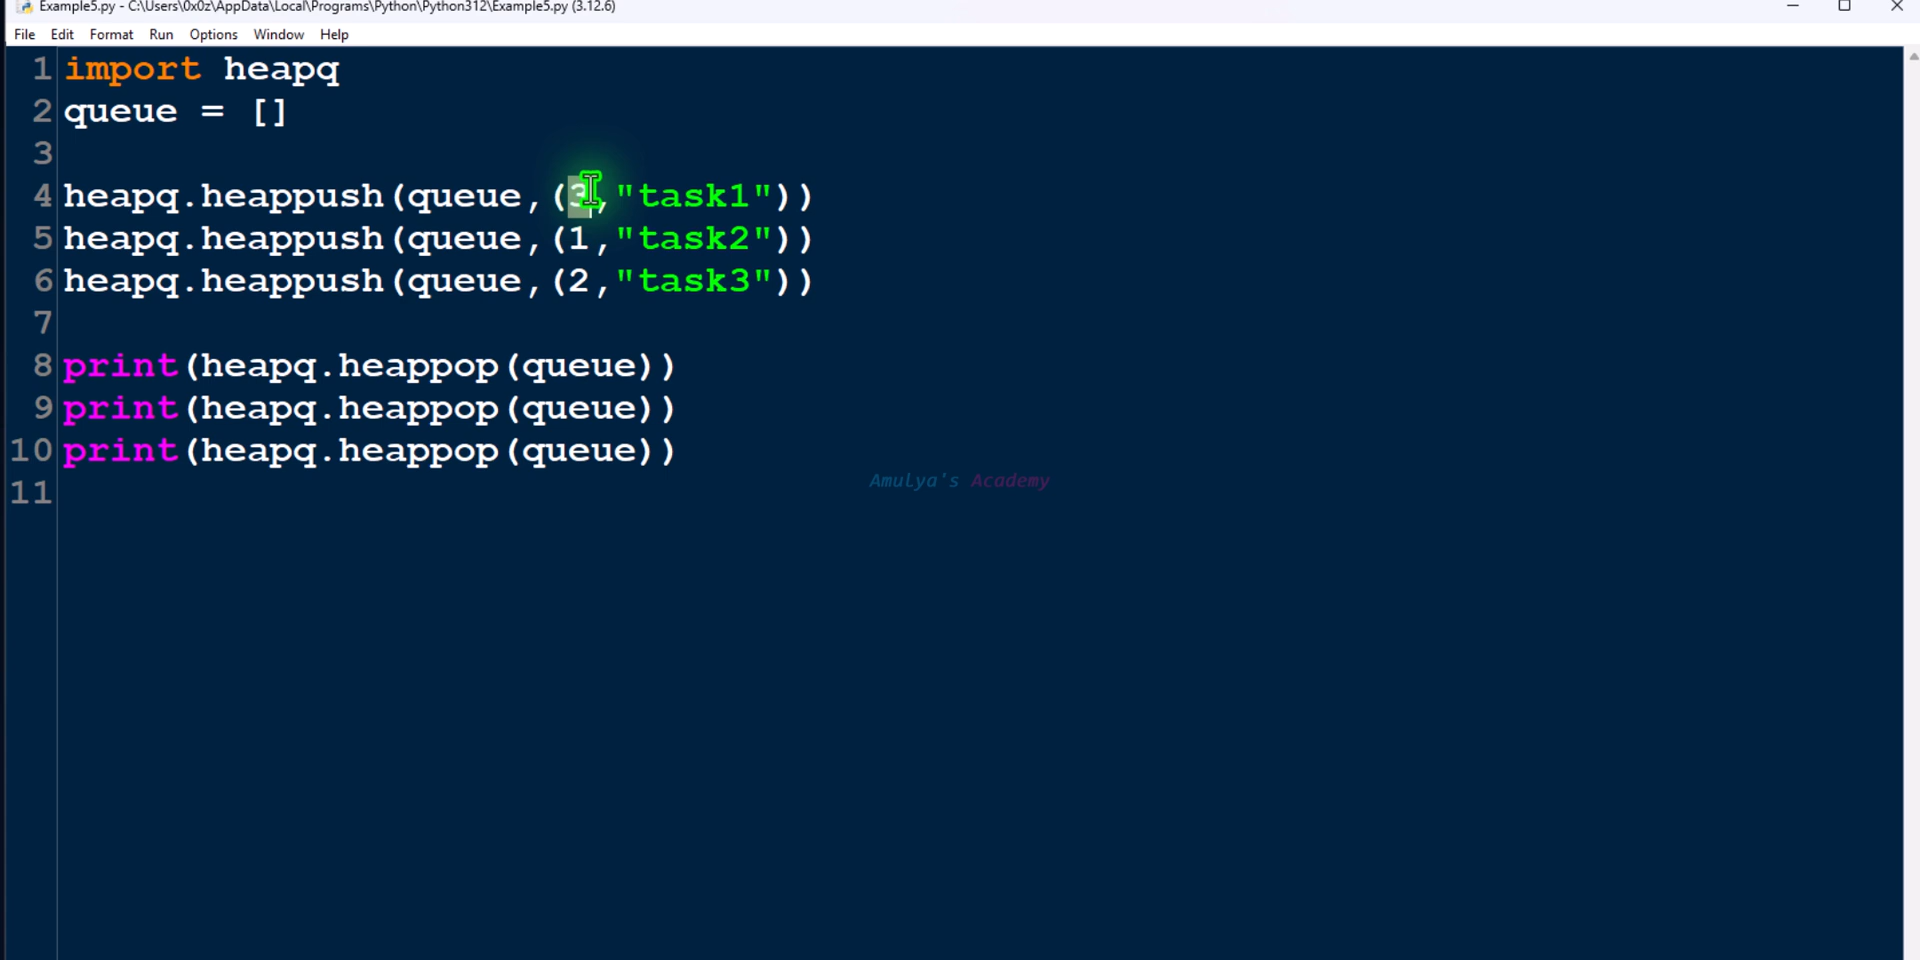 Example5.py - C:\Users\0x0z\AppData\Local\Programs\Python\Python312\Example5.py (3.12.6)
File Edit Format Run Options Window Help
1 import heapq
2 queue = []
3
4 heapq.heappush(queue,(3,"task1"))
5 heapq.heappush(queue,(1,"task2"))
6 heapq.heappush(queue,(2,"task3"))
7
8 print(heapq.heappop(queue))
9 print(heapq.heappop(queue))
10 print(heapq.heappop(queue))
Amulya's Academy
11